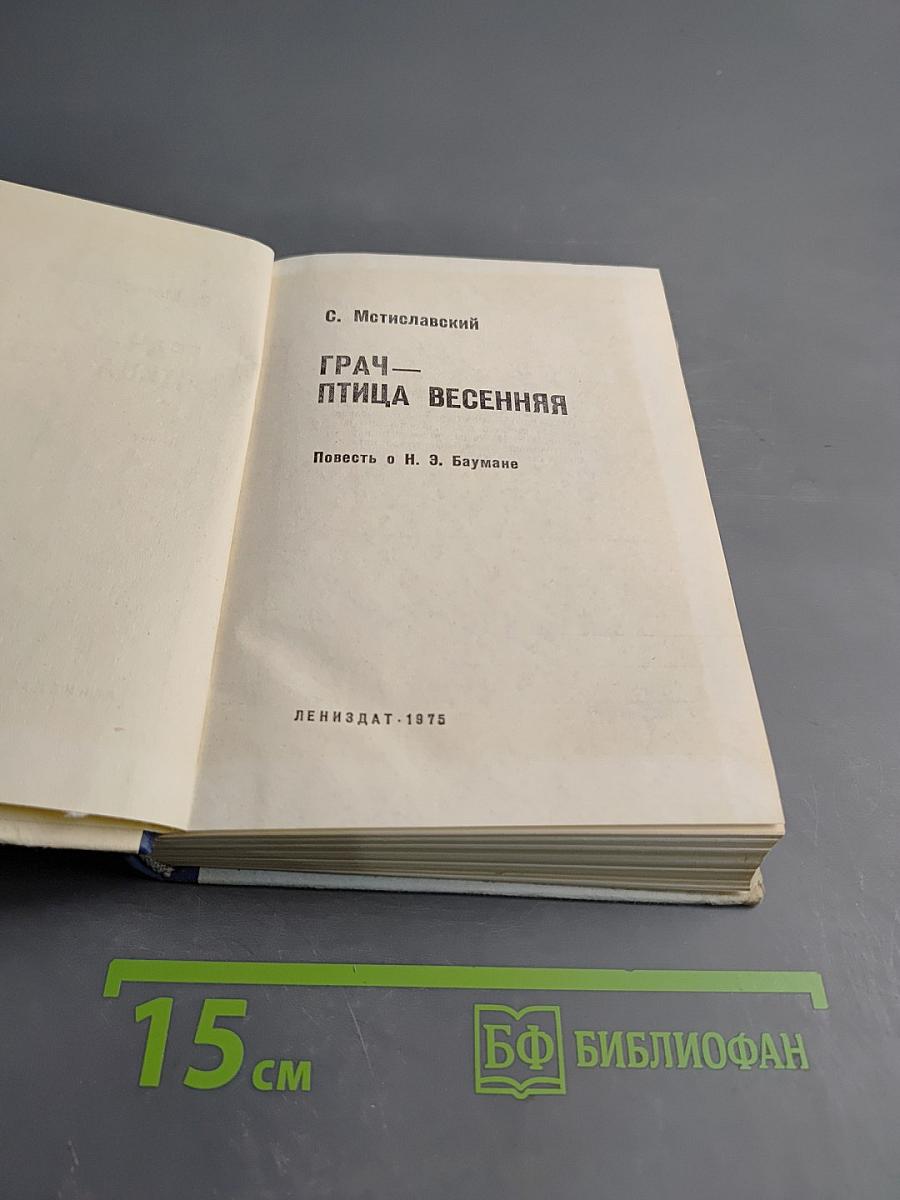 С. Мстиславский
ГРАЧ—
ПТИЦА ВЕСЕННЯЯ
Повесть о Н. Э. Баумане
ЛЕНИЗДАТ · 1975
15 см
БФ БИБЛИОФАН